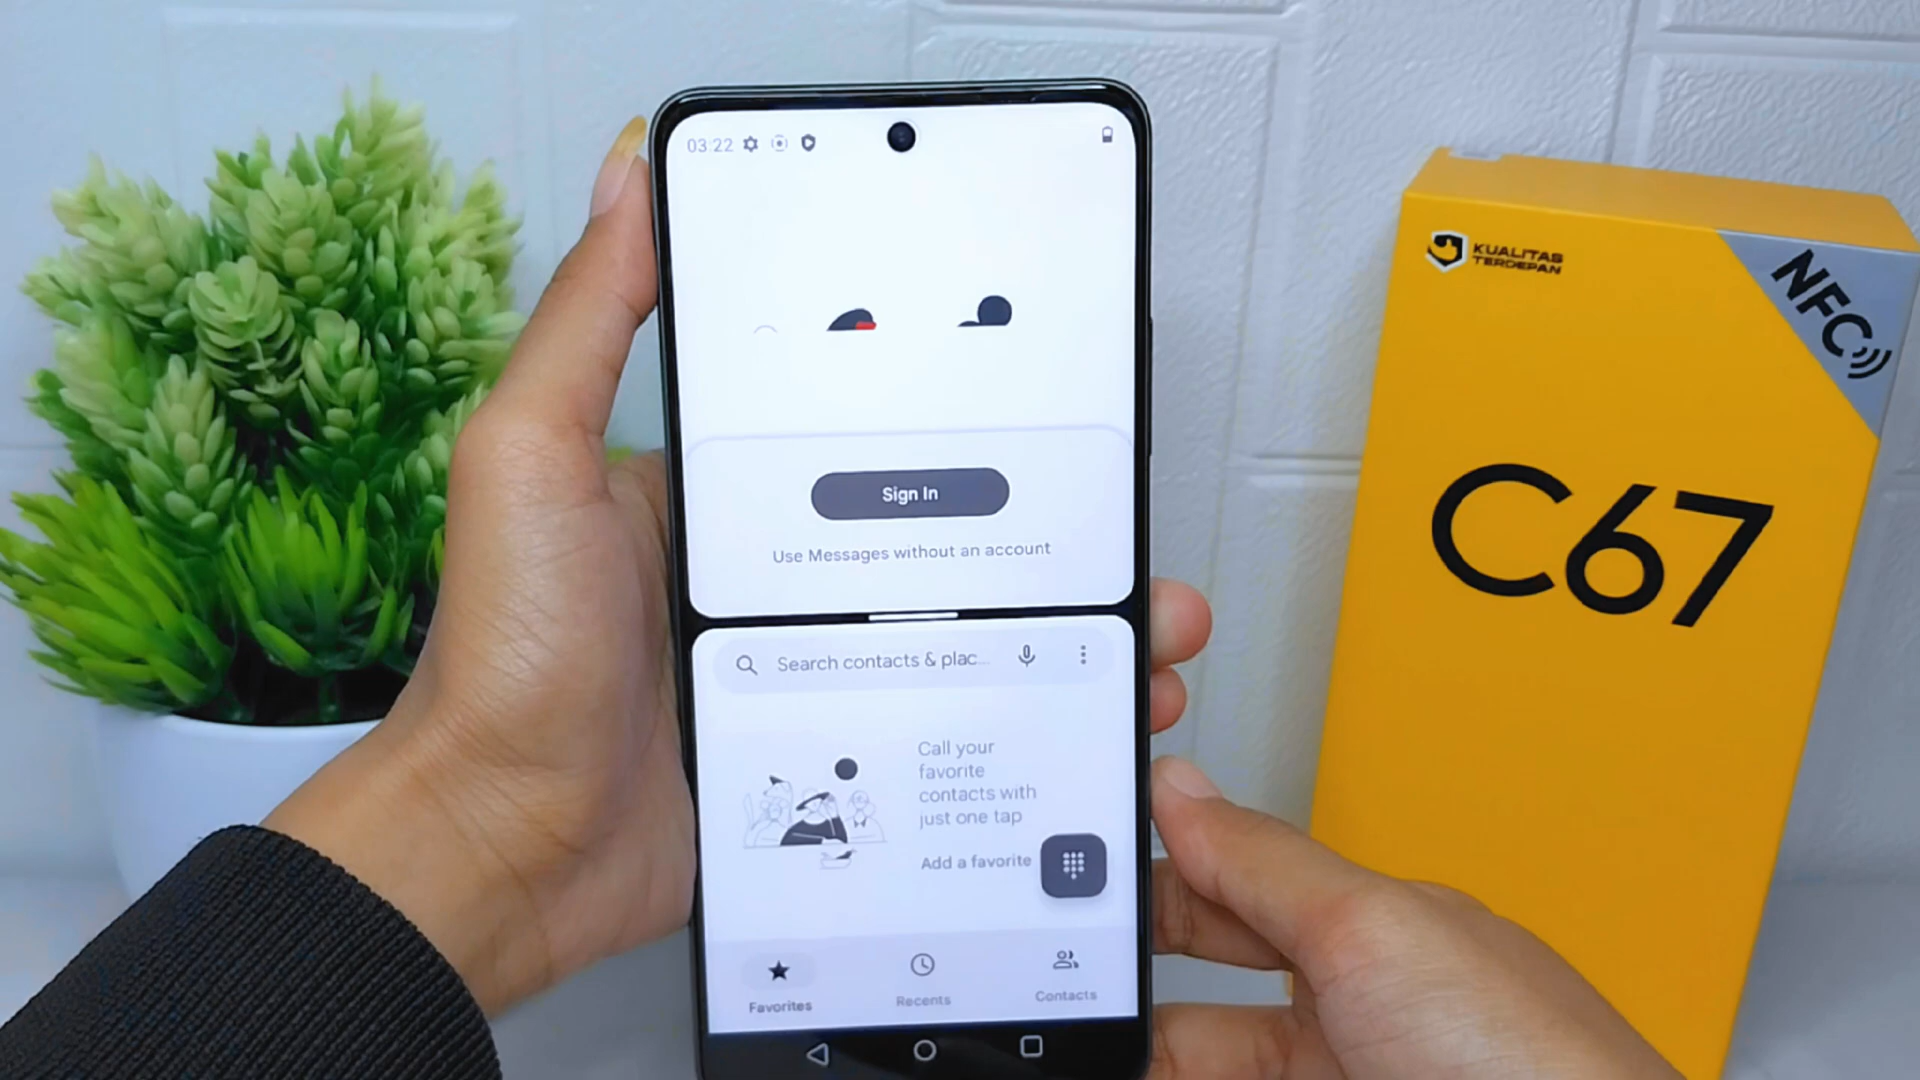 03:22
Sign In
Use Messages without an account
Search contacts & plac...
Call your
favorite
contacts with
just one tap
Add a favorite
Favorites
Recents
Contacts
KUALITAS
TERDEPAN
NFC
C67